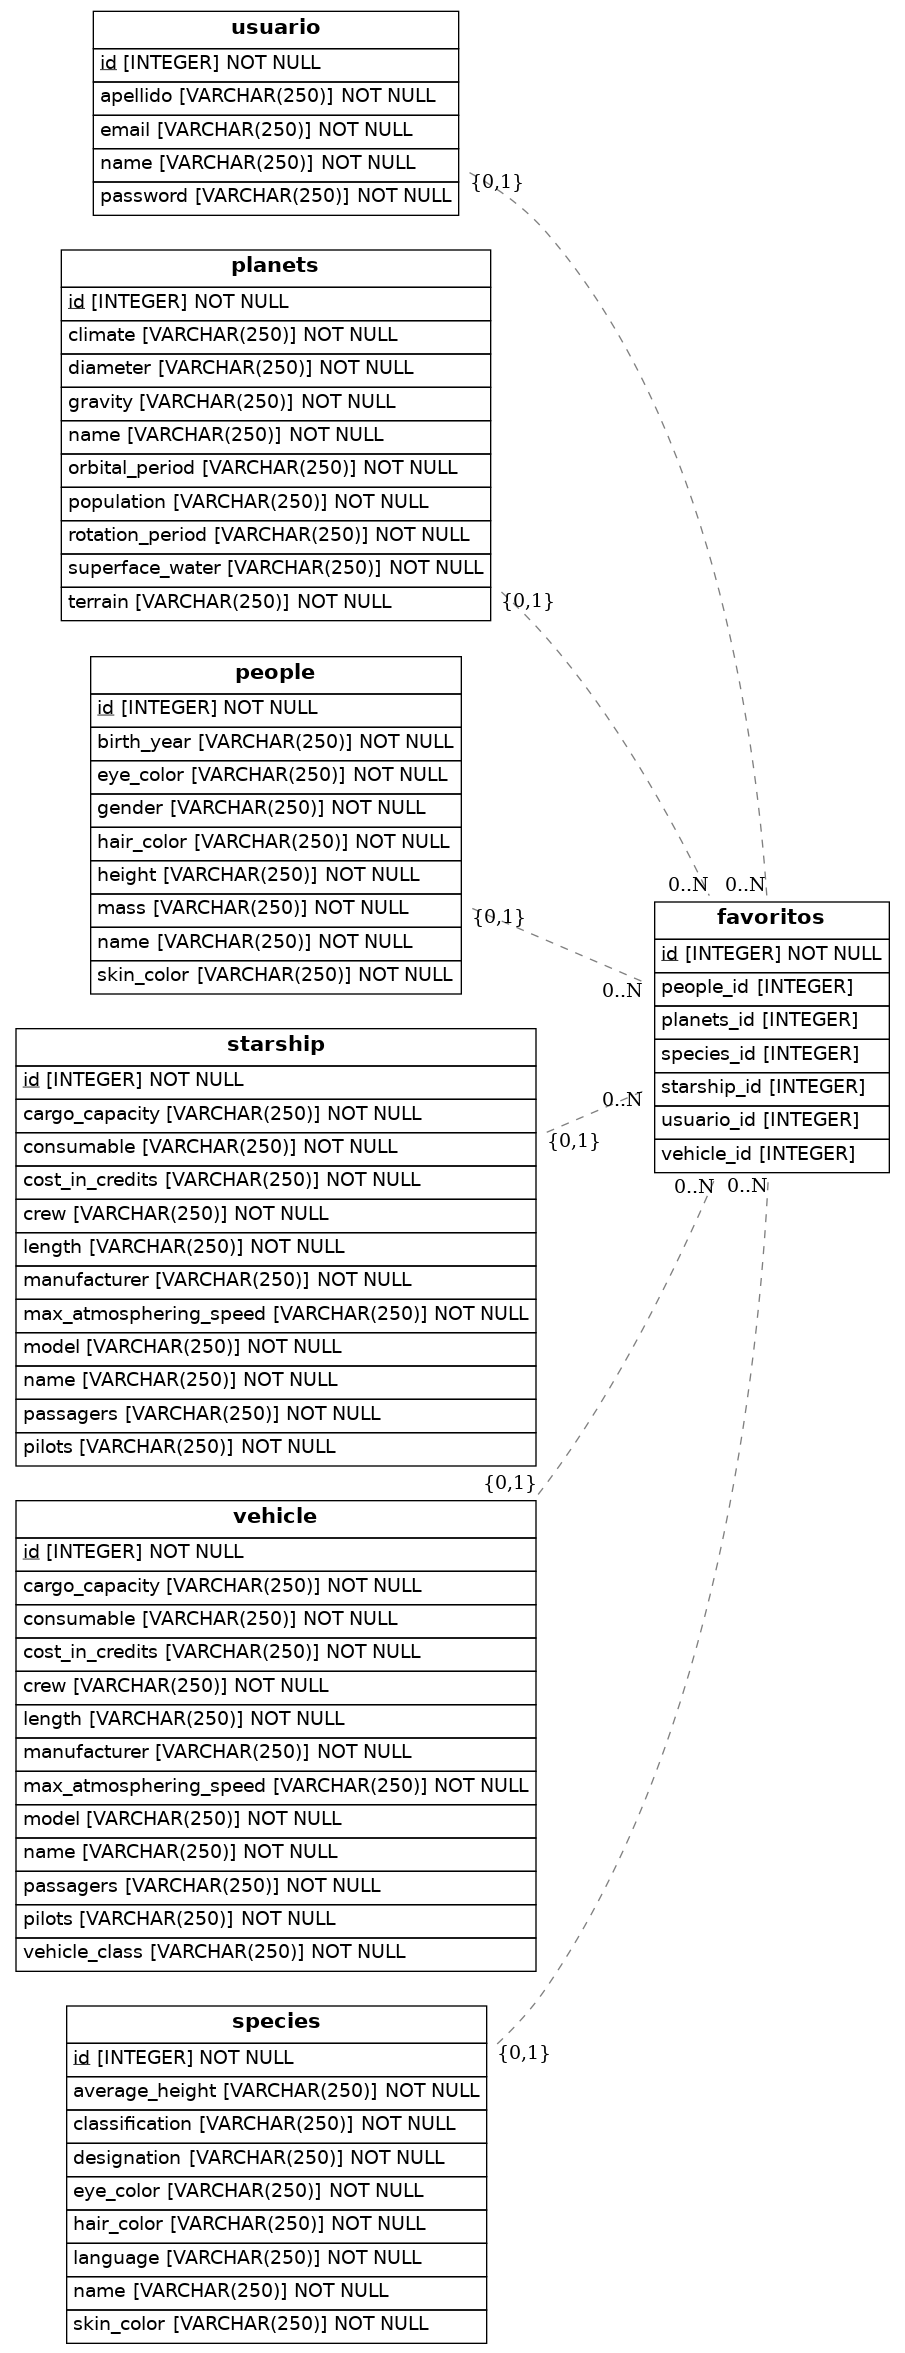 usuario
id [INTEGER] NOT NULL
apellido [VARCHAR(250)] NOT NULL
email [VARCHAR(250)] NOT NULL
name [VARCHAR(250)] NOT NULL
password [VARCHAR(250)] NOT NULL
{0,1}
planets
id [INTEGER] NOT NULL
climate [VARCHAR(250)] NOT NULL
diameter [VARCHAR(250)] NOT NULL
gravity [VARCHAR(250)] NOT NULL
name [VARCHAR(250)] NOT NULL
orbital_period [VARCHAR(250)] NOT NULL
population [VARCHAR(250)] NOT NULL
rotation_period [VARCHAR(250)] NOT NULL
superface_water [VARCHAR(250)] NOT NULL
terrain [VARCHAR(250)] NOT NULL
{0,1}
people
id [INTEGER] NOT NULL
birth_year [VARCHAR(250)] NOT NULL
eye_color [VARCHAR(250)] NOT NULL
gender [VARCHAR(250)] NOT NULL
hair_color [VARCHAR(250)] NOT NULL
height [VARCHAR(250)] NOT NULL
mass [VARCHAR(250)] NOT NULL
name [VARCHAR(250)] NOT NULL
skin_color [VARCHAR(250)] NOT NULL
{0,1}
0..N
0..N
0..N
favoritos
id [INTEGER] NOT NULL
people_id [INTEGER]
planets_id [INTEGER]
species_id [INTEGER]
starship_id [INTEGER]
usuario_id [INTEGER]
vehicle_id [INTEGER]
0..N
0..N
0..N
starship
id [INTEGER] NOT NULL
cargo_capacity [VARCHAR(250)] NOT NULL
consumable [VARCHAR(250)] NOT NULL
cost_in_credits [VARCHAR(250)] NOT NULL
crew [VARCHAR(250)] NOT NULL
length [VARCHAR(250)] NOT NULL
manufacturer [VARCHAR(250)] NOT NULL
max_atmosphering_speed [VARCHAR(250)] NOT NULL
model [VARCHAR(250)] NOT NULL
name [VARCHAR(250)] NOT NULL
passagers [VARCHAR(250)] NOT NULL
pilots [VARCHAR(250)] NOT NULL
{0,1}
{0,1}
vehicle
id [INTEGER] NOT NULL
cargo_capacity [VARCHAR(250)] NOT NULL
consumable [VARCHAR(250)] NOT NULL
cost_in_credits [VARCHAR(250)] NOT NULL
crew [VARCHAR(250)] NOT NULL
length [VARCHAR(250)] NOT NULL
manufacturer [VARCHAR(250)] NOT NULL
max_atmosphering_speed [VARCHAR(250)] NOT NULL
model [VARCHAR(250)] NOT NULL
name [VARCHAR(250)] NOT NULL
passagers [VARCHAR(250)] NOT NULL
pilots [VARCHAR(250)] NOT NULL
vehicle_class [VARCHAR(250)] NOT NULL
species
id [INTEGER] NOT NULL
average_height [VARCHAR(250)] NOT NULL
classification [VARCHAR(250)] NOT NULL
designation [VARCHAR(250)] NOT NULL
eye_color [VARCHAR(250)] NOT NULL
hair_color [VARCHAR(250)] NOT NULL
language [VARCHAR(250)] NOT NULL
name [VARCHAR(250)] NOT NULL
skin_color [VARCHAR(250)] NOT NULL
{0,1}